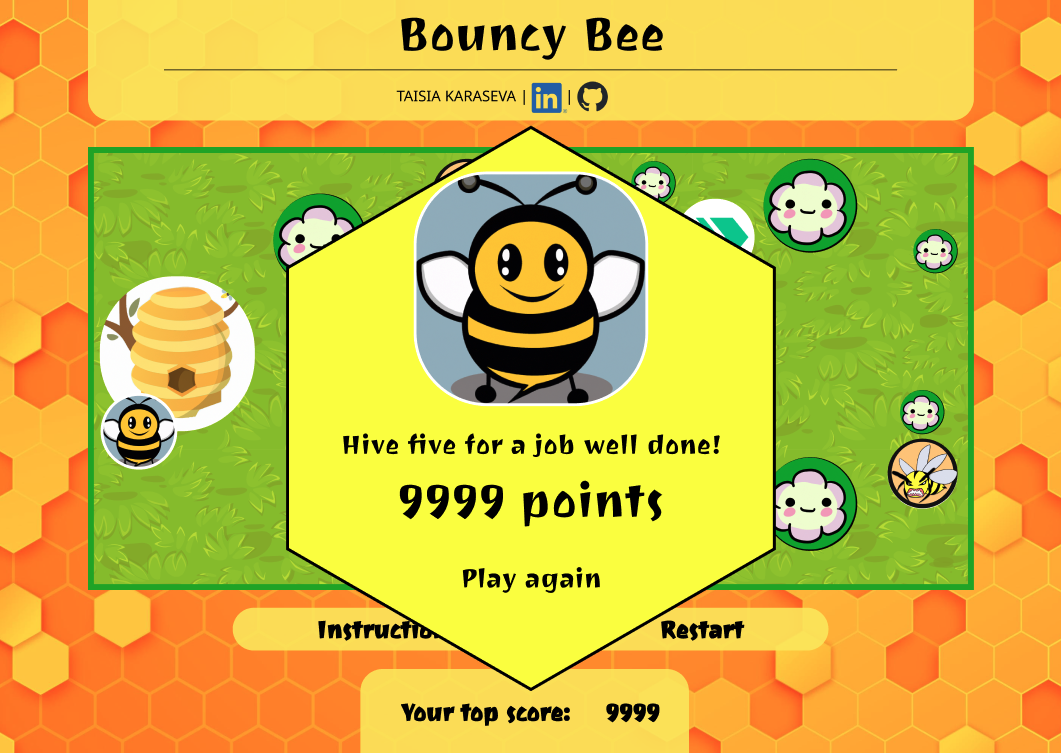 Bouncy Bee
TAISIA KARASEVA | in |
Hive five for a job well done!
9999 points
Play again
Restart
Your top score: 9999